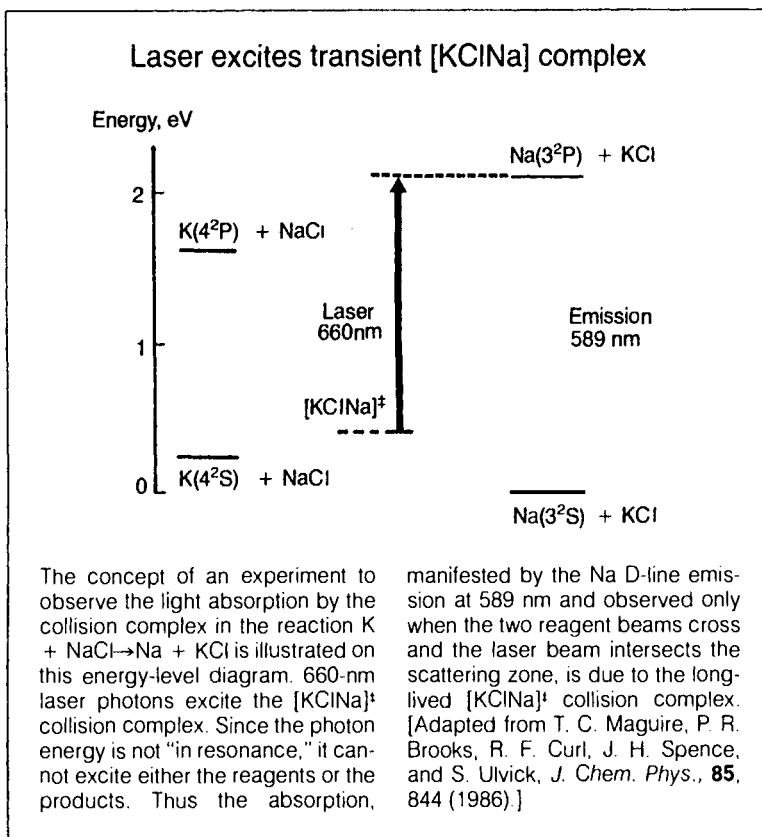 Laser excites transient [KClNa] complex
Energy, eV
Na(3²P) + KCl
2
K(4²P) + NaCl
Laser
660nm
Emission
589 nm
1
[KClNa]‡
0
K(4²S) + NaCl
Na(3²S) + KCl
The concept of an experiment to
observe the light absorption by the
collision complex in the reaction K
+ NaCl→Na + KCl is illustrated on
this energy-level diagram. 660-nm
laser photons excite the [KClNa]‡
collision complex. Since the photon
energy is not "in resonance," it can-
not excite either the reagents or the
products. Thus the absorption,
manifested by the Na D-line emis-
sion at 589 nm and observed only
when the two reagent beams cross
and the laser beam intersects the
scattering zone, is due to the long-
lived [KClNa]‡ collision complex.
[Adapted from T. C. Maguire, P. R.
Brooks, R. F. Curl, J. H. Spence,
and S. Ulvick, J. Chem. Phys., 85,
844 (1986).]